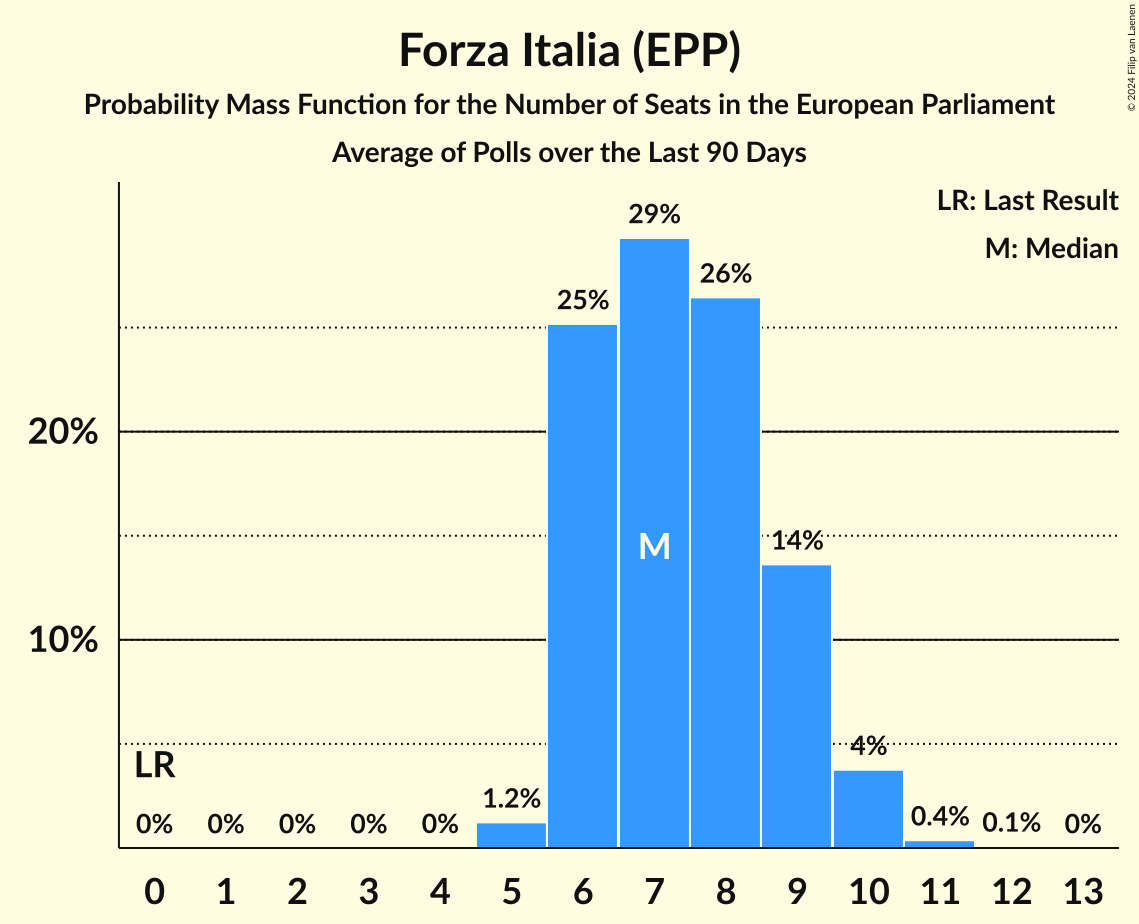 Forza Italia (EPP)
Probability Mass Function for the Number of Seats in the European Parliament
Average of Polls over the Last 90 Days
© 2024 Filip van Laenen
LR: Last Result
M: Median
29%
26%
25%
20%
M
14%
10%
LR
4%
0% 0% 0% 0% 0% 1.2% 0.4% 0.1% 0%
0 1 2 3 4 5 6 7 8 9 10 11 12 13